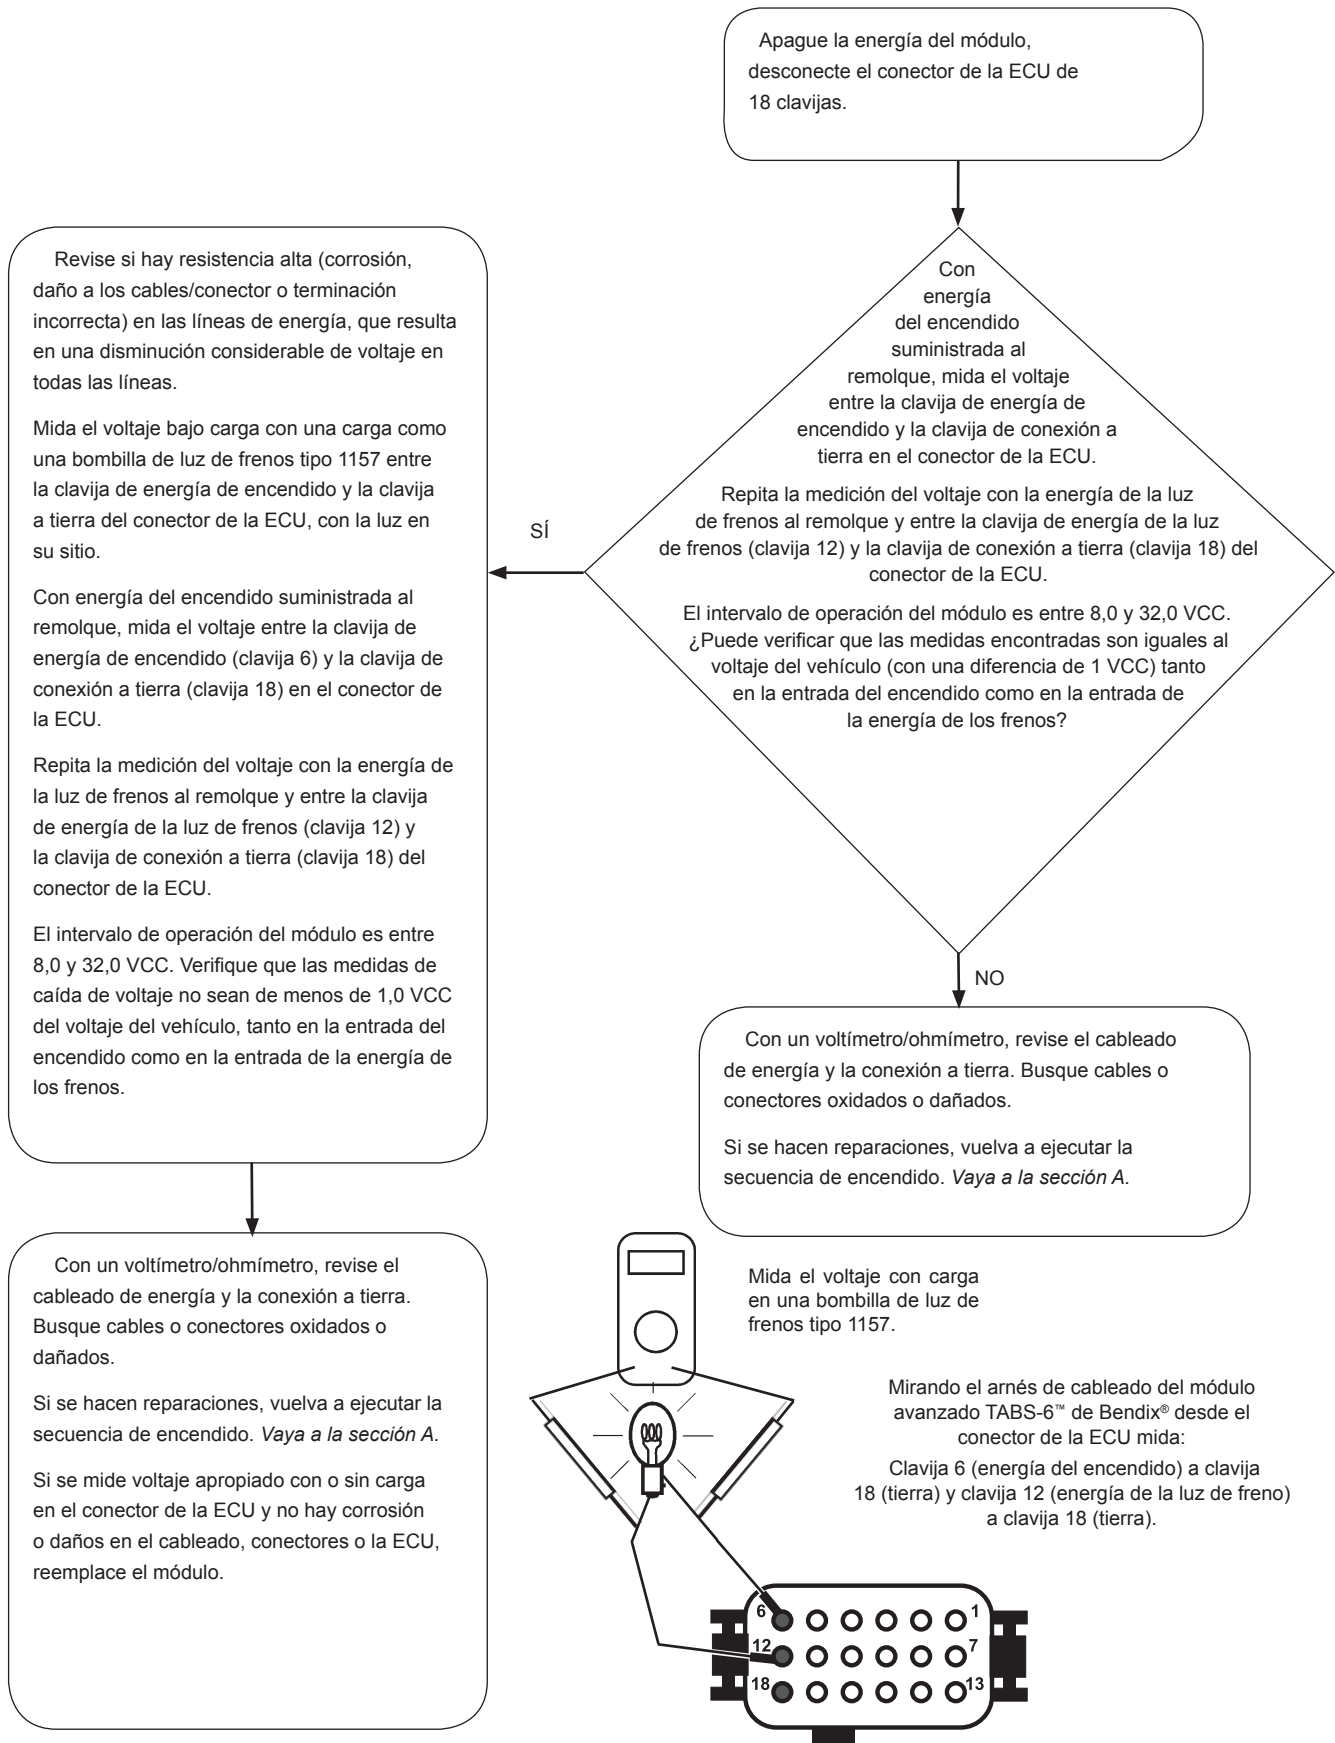 Apague la energía del módulo,
desconecte el conector de la ECU de
18 clavijas.
Con
energía
del encendido
suministrada al
remolque, mida el voltaje
entre la clavija de energía de
encendido y la clavija de conexión a
tierra en el conector de la ECU.
Repita la medición del voltaje con la energía de la luz
de frenos al remolque y entre la clavija de energía de la luz
de frenos (clavija 12) y la clavija de conexión a tierra (clavija 18) del
conector de la ECU.
El intervalo de operación del módulo es entre 8,0 y 32,0 VCC.
¿Puede verificar que las medidas encontradas son iguales al
voltaje del vehículo (con una diferencia de 1 VCC) tanto
en la entrada del encendido como en la entrada de
la energía de los frenos?
SÍ
Revise si hay resistencia alta (corrosión,
daño a los cables/conector o terminación
incorrecta) en las líneas de energía, que resulta
en una disminución considerable de voltaje en
todas las líneas.
Mida el voltaje bajo carga con una carga como
una bombilla de luz de frenos tipo 1157 entre
la clavija de energía de encendido y la clavija
a tierra del conector de la ECU, con la luz en
su sitio.
Con energía del encendido suministrada al
remolque, mida el voltaje entre la clavija de
energía de encendido (clavija 6) y la clavija de
conexión a tierra (clavija 18) en el conector de
la ECU.
Repita la medición del voltaje con la energía de
la luz de frenos al remolque y entre la clavija
de energía de la luz de frenos (clavija 12) y
la clavija de conexión a tierra (clavija 18) del
conector de la ECU.
El intervalo de operación del módulo es entre
8,0 y 32,0 VCC. Verifique que las medidas de
caída de voltaje no sean de menos de 1,0 VCC
del voltaje del vehículo, tanto en la entrada del
encendido como en la entrada de la energía de
los frenos.
NO
Con un voltímetro/ohmímetro, revise el cableado
de energía y la conexión a tierra. Busque cables o
conectores oxidados o dañados.
Si se hacen reparaciones, vuelva a ejecutar la
secuencia de encendido. Vaya a la sección A.
Con un voltímetro/ohmímetro, revise el
cableado de energía y la conexión a tierra.
Busque cables o conectores oxidados o
dañados.
Si se hacen reparaciones, vuelva a ejecutar la
secuencia de encendido. Vaya a la sección A.
Si se mide voltaje apropiado con o sin carga
en el conector de la ECU y no hay corrosión
o daños en el cableado, conectores o la ECU,
reemplace el módulo.
Mida el voltaje con carga
en una bombilla de luz de
frenos tipo 1157.
Mirando el arnés de cableado del módulo
avanzado TABS-6™ de Bendix® desde el
conector de la ECU mida:
Clavija 6 (energía del encendido) a clavija
18 (tierra) y clavija 12 (energía de la luz de freno)
a clavija 18 (tierra).
6 1
12 7
18 13